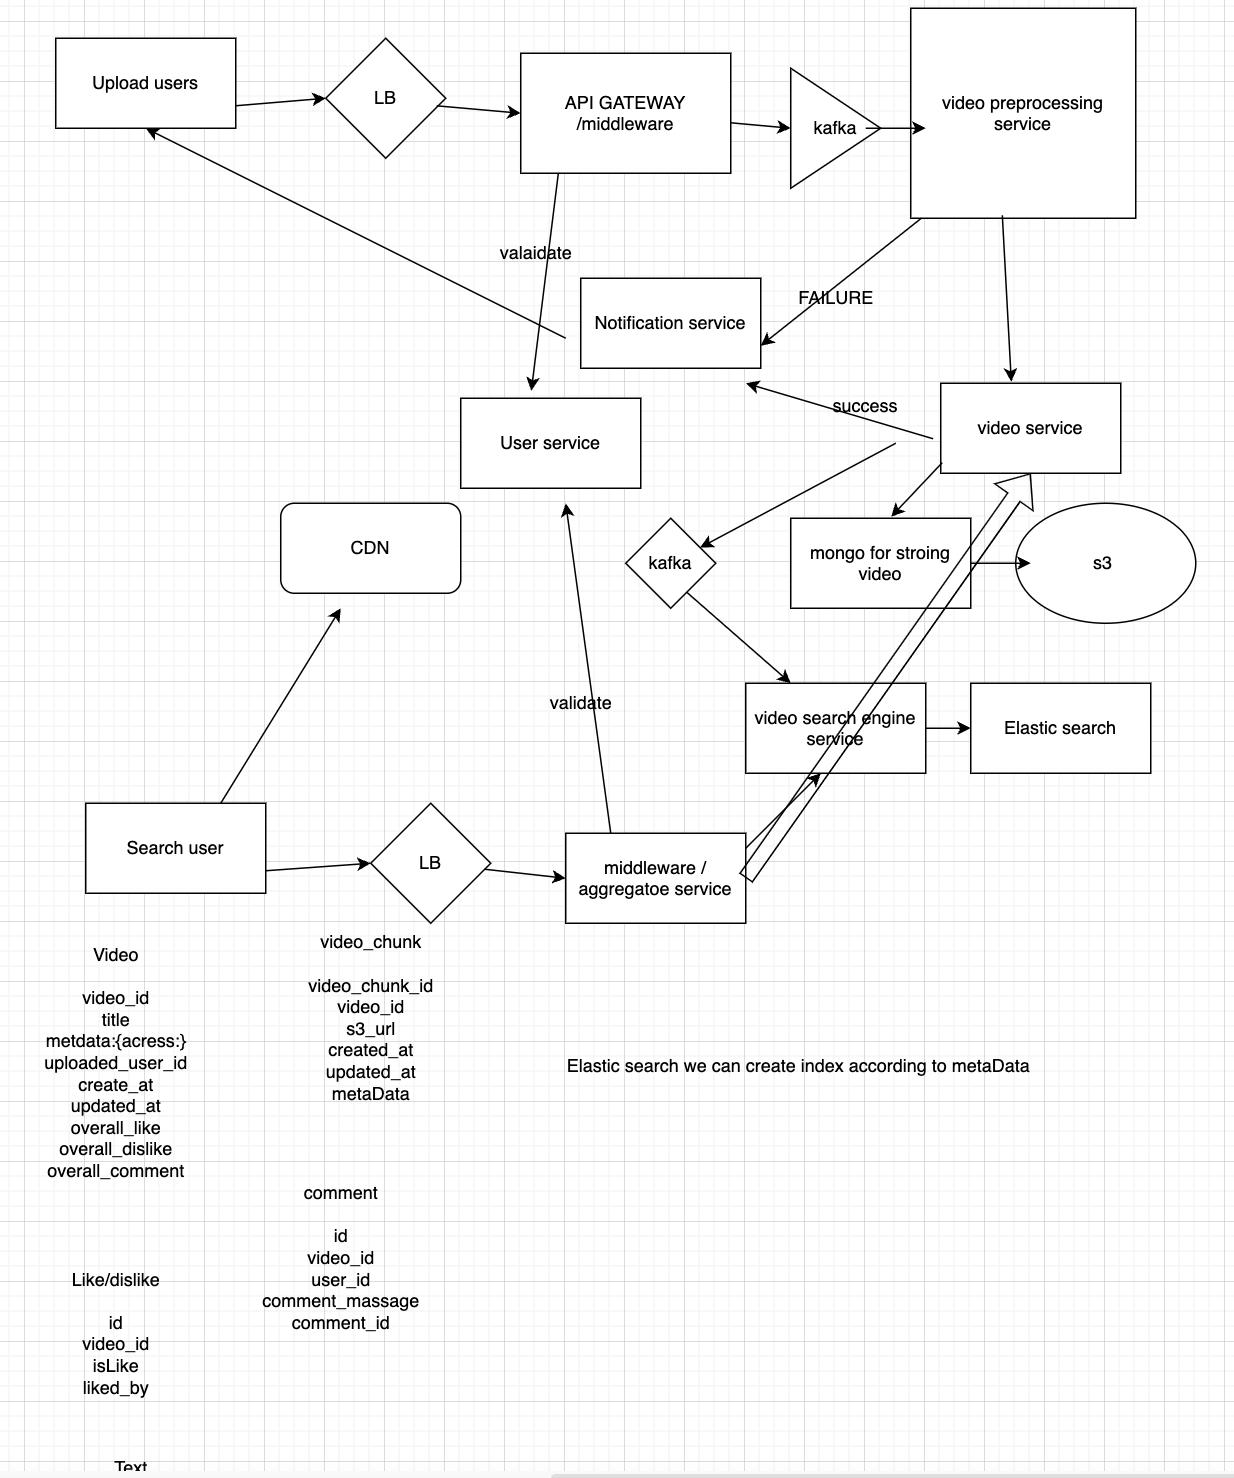 Upload users
LB
API GATEWAY
/middleware
kafka
video preprocessing
service
valaidate
FAILURE
Notification service
success
video service
User service
CDN
kafka
mongo for stroing
video
s3
validate
video search engine
service
Elastic search
Search user
LB
middleware /
aggregatoe service
Video
video_id
title
metdata:{acress:}
uploaded_user_id
create_at
updated_at
overall_like
overall_dislike
overall_comment
video_chunk
video_chunk_id
video_id
s3_url
created_at
updated_at
metaData
Elastic search we can create index according to metaData
comment
id
video_id
user_id
comment_massage
comment_id
Like/dislike
id
video_id
isLike
liked_by
Text